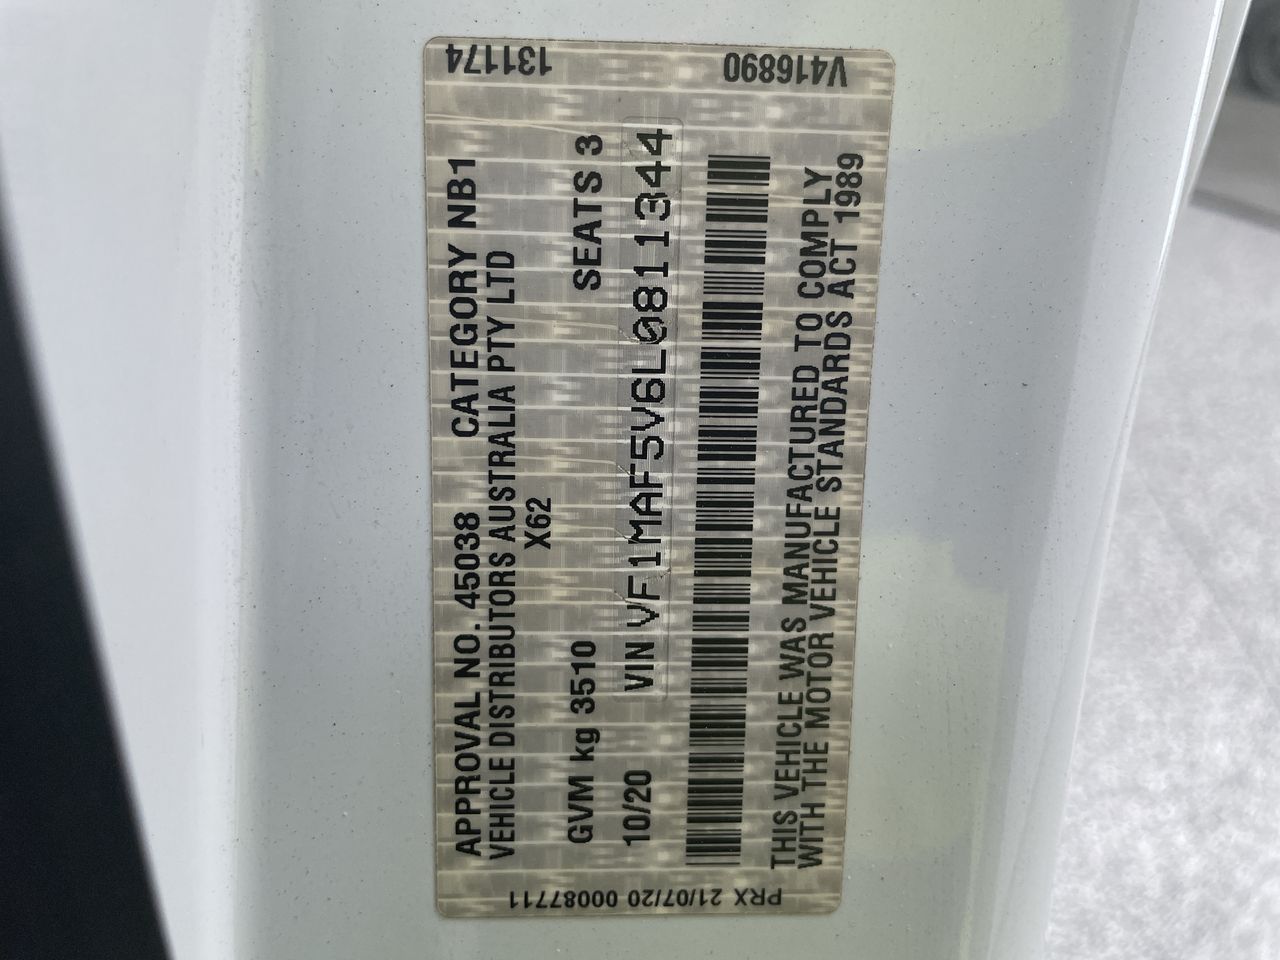 131174
V416890
APPROVAL NO. 45038 CATEGORY NB1
VEHICLE DISTRIBUTORS AUSTRALIA PTY LTD
X62
GVM kg 3510 SEATS 3
10/20 VIN VF1MAF5V6L0811344
THIS VEHICLE WAS MANUFACTURED TO COMPLY
WITH THE MOTOR VEHICLE STANDARDS ACT 1989
PRX 21/07/20 00087711